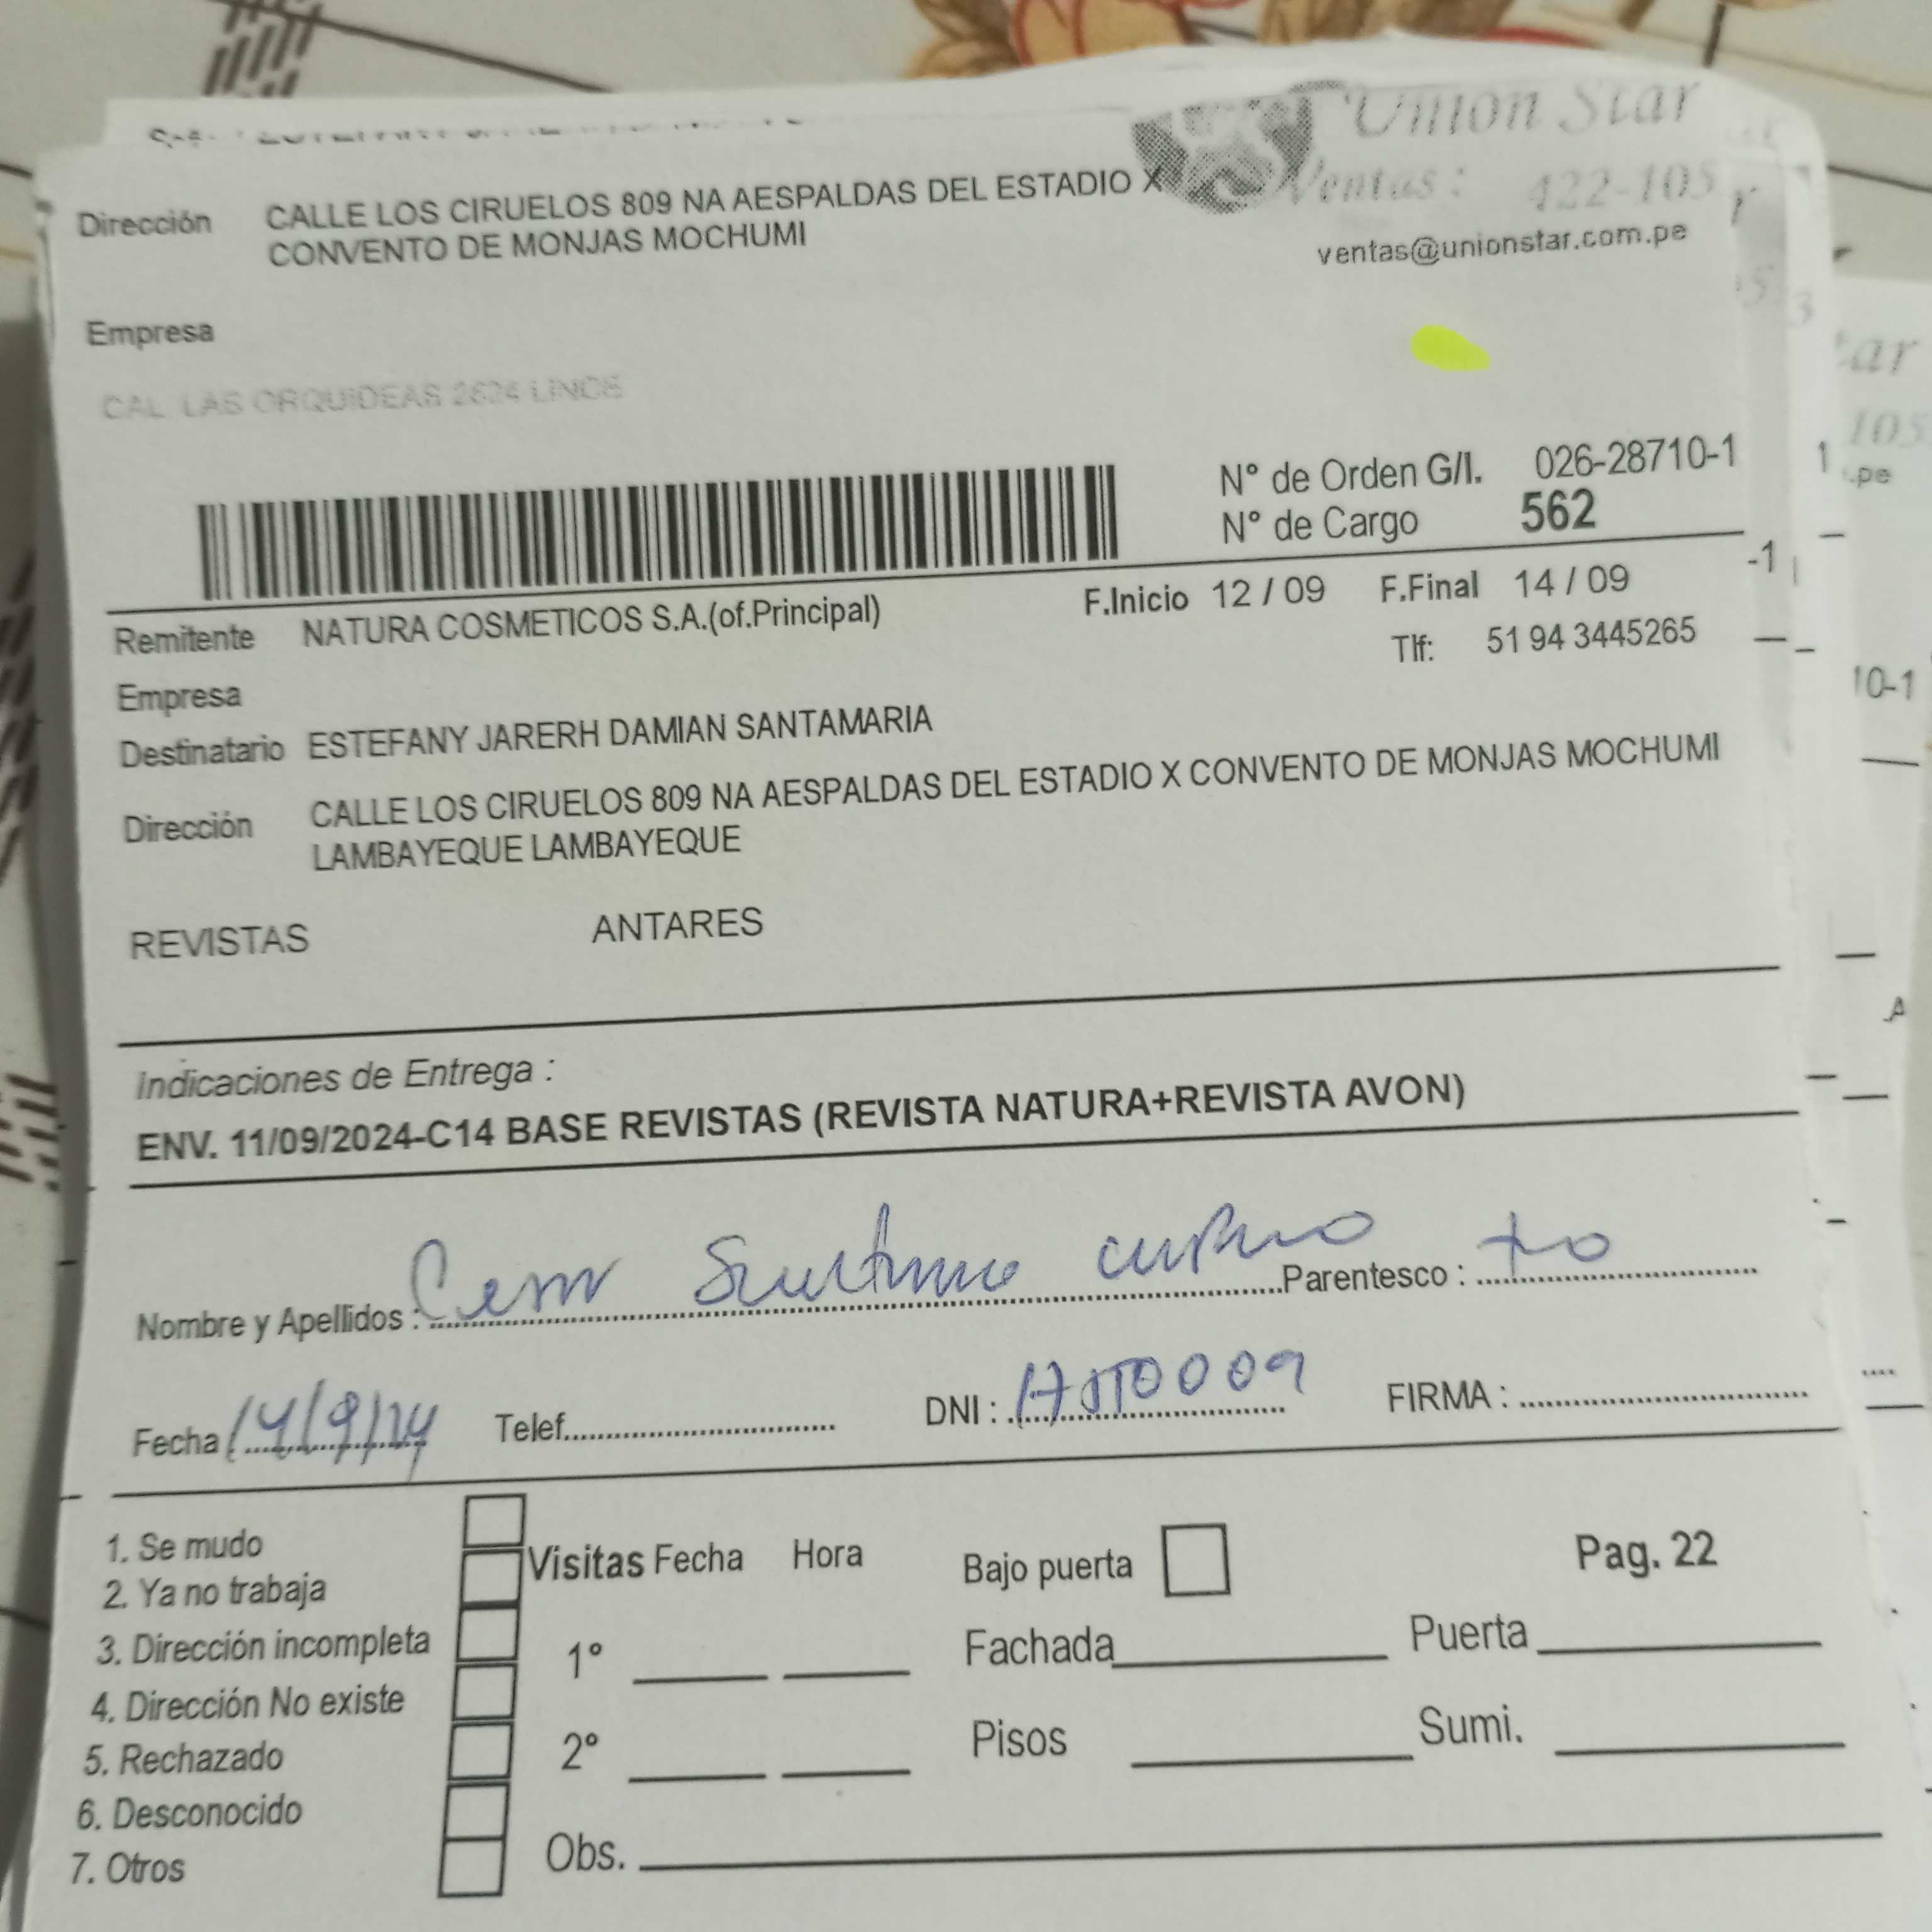 Union Star
Ventas: 422-105
ventas@unionstar.com.pe
Dirección CALLE LOS CIRUELOS 809 NA AESPALDAS DEL ESTADIO X
CONVENTO DE MONJAS MOCHUMI
Empresa
CAL. LAS ORQUIDEAS 2624 LINCE
N° de Orden G/I. 026-28710-1
N° de Cargo 562
Remitente NATURA COSMETICOS S.A.(of.Principal) F.Inicio 12 / 09 F.Final 14 / 09
Tlf: 51 94 3445265
Empresa
Destinatario ESTEFANY JARERH DAMIAN SANTAMARIA
Dirección CALLE LOS CIRUELOS 809 NA AESPALDAS DEL ESTADIO X CONVENTO DE MONJAS MOCHUMI
LAMBAYEQUE LAMBAYEQUE
REVISTAS ANTARES
Indicaciones de Entrega :
ENV. 11/09/2024-C14 BASE REVISTAS (REVISTA NATURA+REVISTA AVON)
Nombre y Apellidos : Parentesco :
Fecha Telef. DNI : FIRMA :
1. Se mudo
2. Ya no trabaja
3. Dirección incompleta
4. Dirección No existe
5. Rechazado
6. Desconocido
7. Otros
Visitas Fecha Hora
1°
2°
Obs.
Bajo puerta Pag. 22
Fachada Puerta
Pisos Sumi.